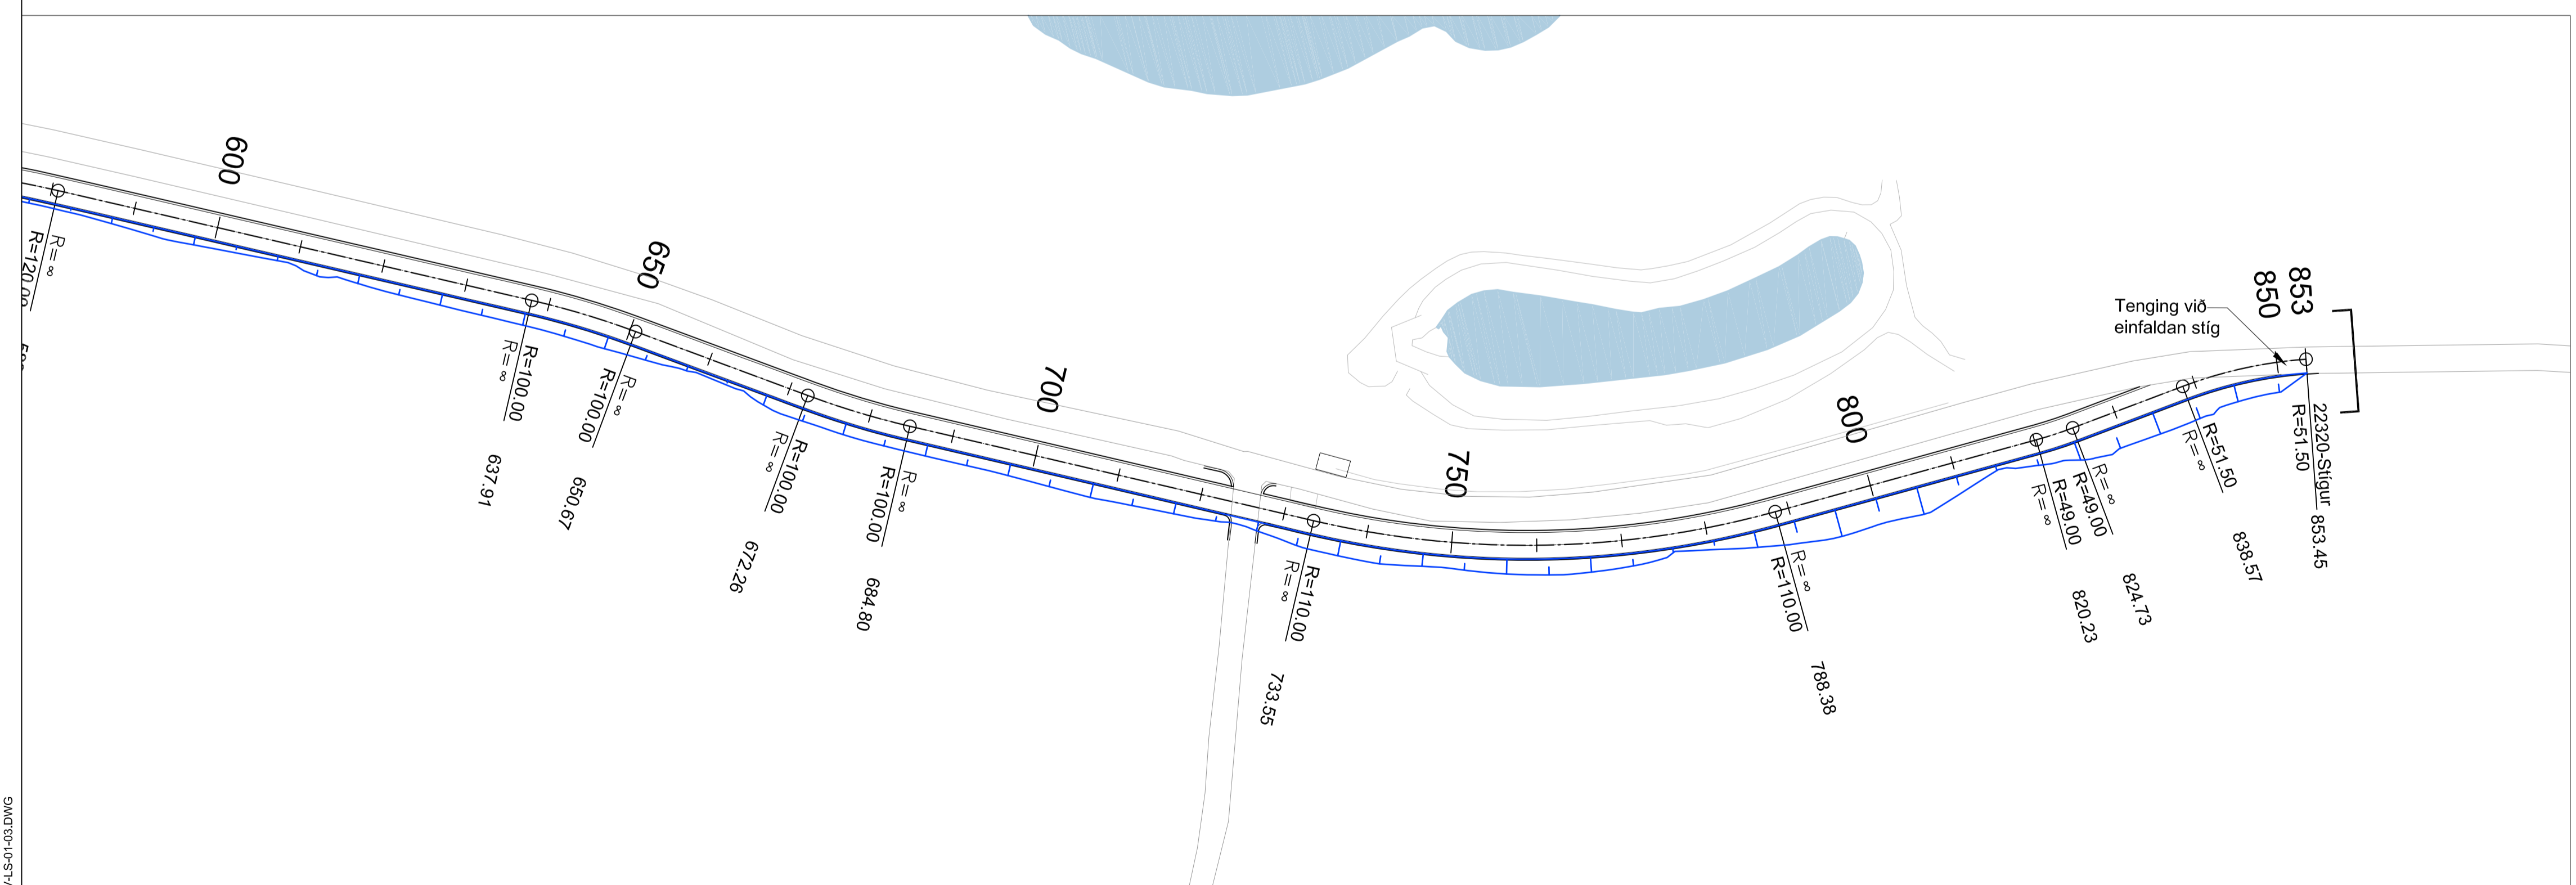 600
650
700
750
800
850
853
Tenging við
einfaldan stíg
R=∞
R=120.00
R=100.00
R=∞
637.91
R=∞
R=100.00
650.67
R=100.00
R=∞
672.26
R=∞
R=100.00
684.80
R=110.00
R=∞
733.55
R=∞
R=110.00
788.38
R=49.00
R=∞
820.23
R=∞
R=49.00
824.73
R=51.50
R=∞
838.57
22320-Stígur
R=51.50
853.45
V-LS-01-03.DWG